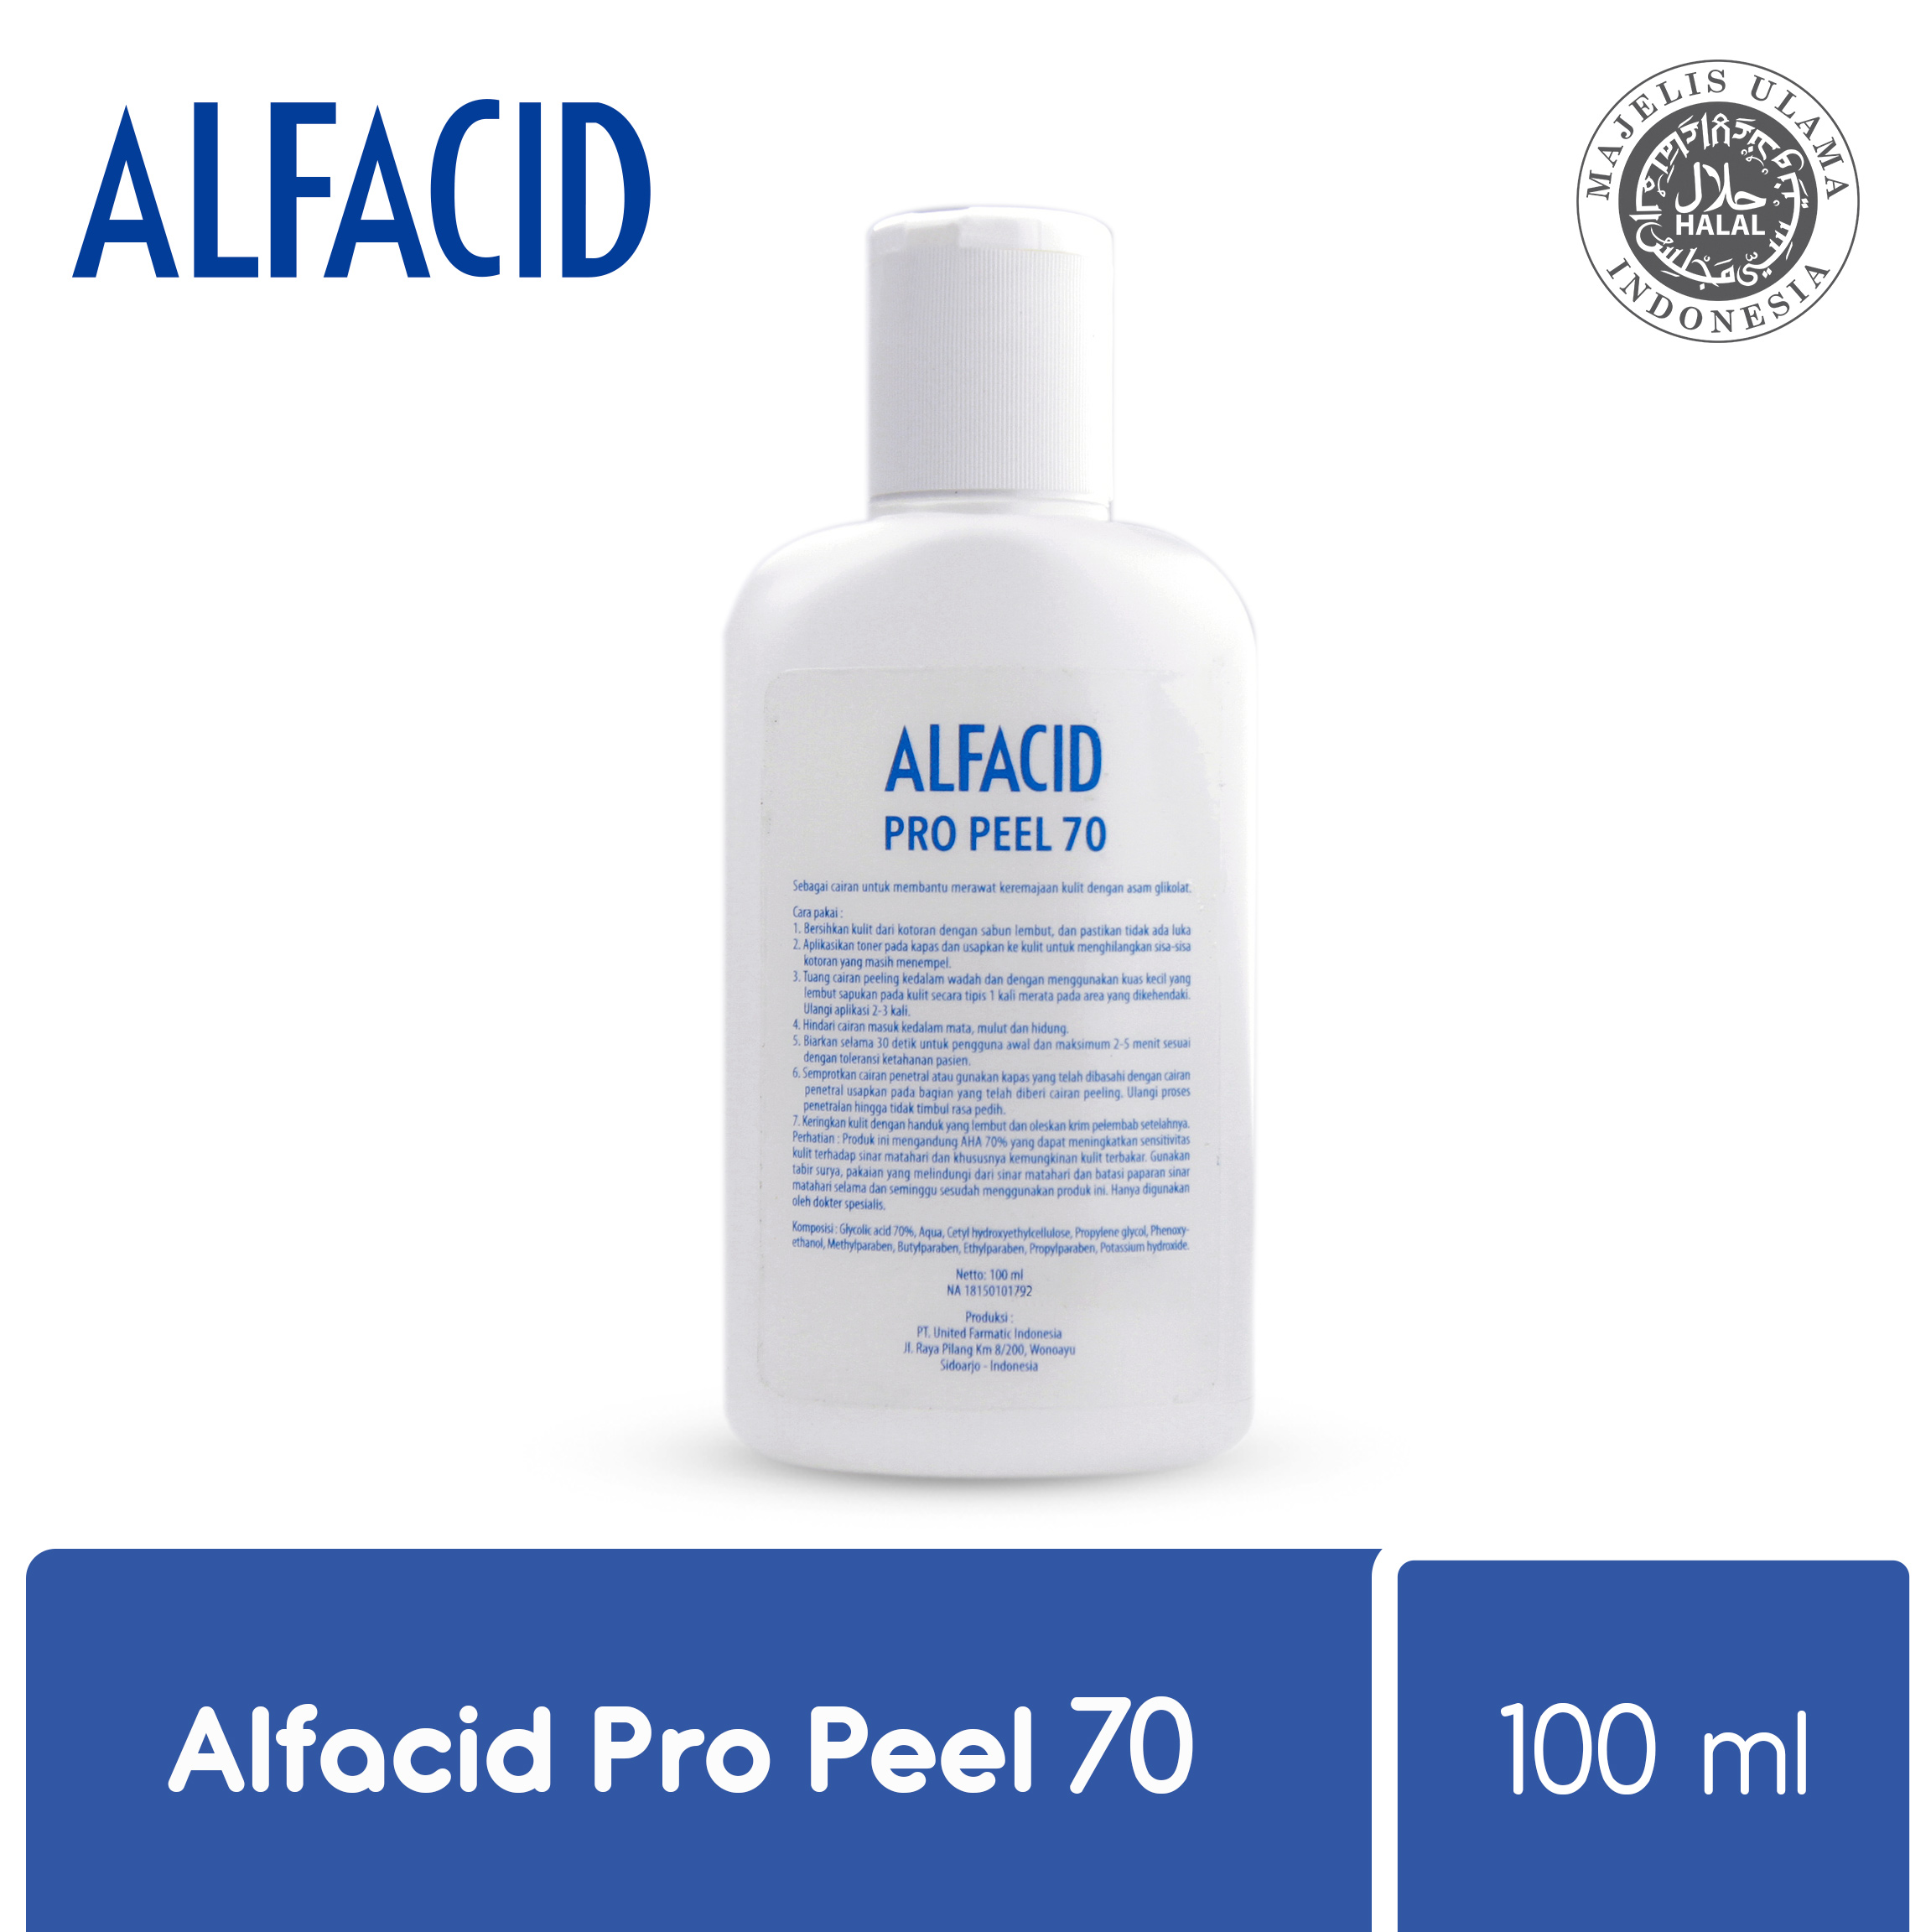 ALFACID
MAJELIS ULAMA
حلال
HALAL
INDONESIA
ALFACID
PRO PEEL 70
Sebagai cairan untuk membantu merawat keremajaan kulit dengan asam glikolat.
Cara pakai :
1. Bersihkan kulit dari kotoran dengan sabun lembut, dan pastikan tidak ada luka
2. Aplikasikan toner pada kapas dan usapkan ke kulit untuk menghilangkan sisa-sisa
kotoran yang masih menempel.
3. Tuang cairan peeling kedalam wadah dan dengan menggunakan kuas kecil yang
lembut sapukan pada kulit secara tipis 1 kali merata pada area yang dikehendaki.
Ulangi aplikasi 2-3 kali.
4. Hindari cairan masuk kedalam mata, mulut dan hidung.
5. Biarkan selama 30 detik untuk pengguna awal dan maksimum 2-5 menit sesuai
dengan toleransi ketahanan pasien.
6. Semprotkan cairan penetral atau gunakan kapas yang telah dibasahi dengan cairan
penetral usapkan pada bagian yang telah diberi cairan peeling. Ulangi proses
penetralan hingga tidak timbul rasa pedih.
7. Keringkan kulit dengan handuk yang lembut dan oleskan krim pelembab setelahnya.
Perhatian : Produk ini mengandung AHA 70% yang dapat meningkatkan sensitivitas
kulit terhadap sinar matahari dan khususnya kemungkinan kulit terbakar. Gunakan
tabir surya, pakaian yang melindungi dari sinar matahari dan batasi paparan sinar
matahari selama dan seminggu sesudah menggunakan produk ini. Hanya digunakan
oleh dokter spesialis.
Komposisi : Glycolic acid 70%, Aqua, Cetyl hydroxyethylcellulose, Propylene glycol, Phenoxy-
ethanol, Methylparaben, Butylparaben, Ethylparaben, Propylparaben, Potassium hydroxide.
Netto: 100 ml
NA 18150101792
Produksi :
PT. United Farmatic Indonesia
Jl. Raya Pilang Km 8/200, Wonoayu
Sidoarjo - Indonesia
Alfacid Pro Peel 70
100 ml